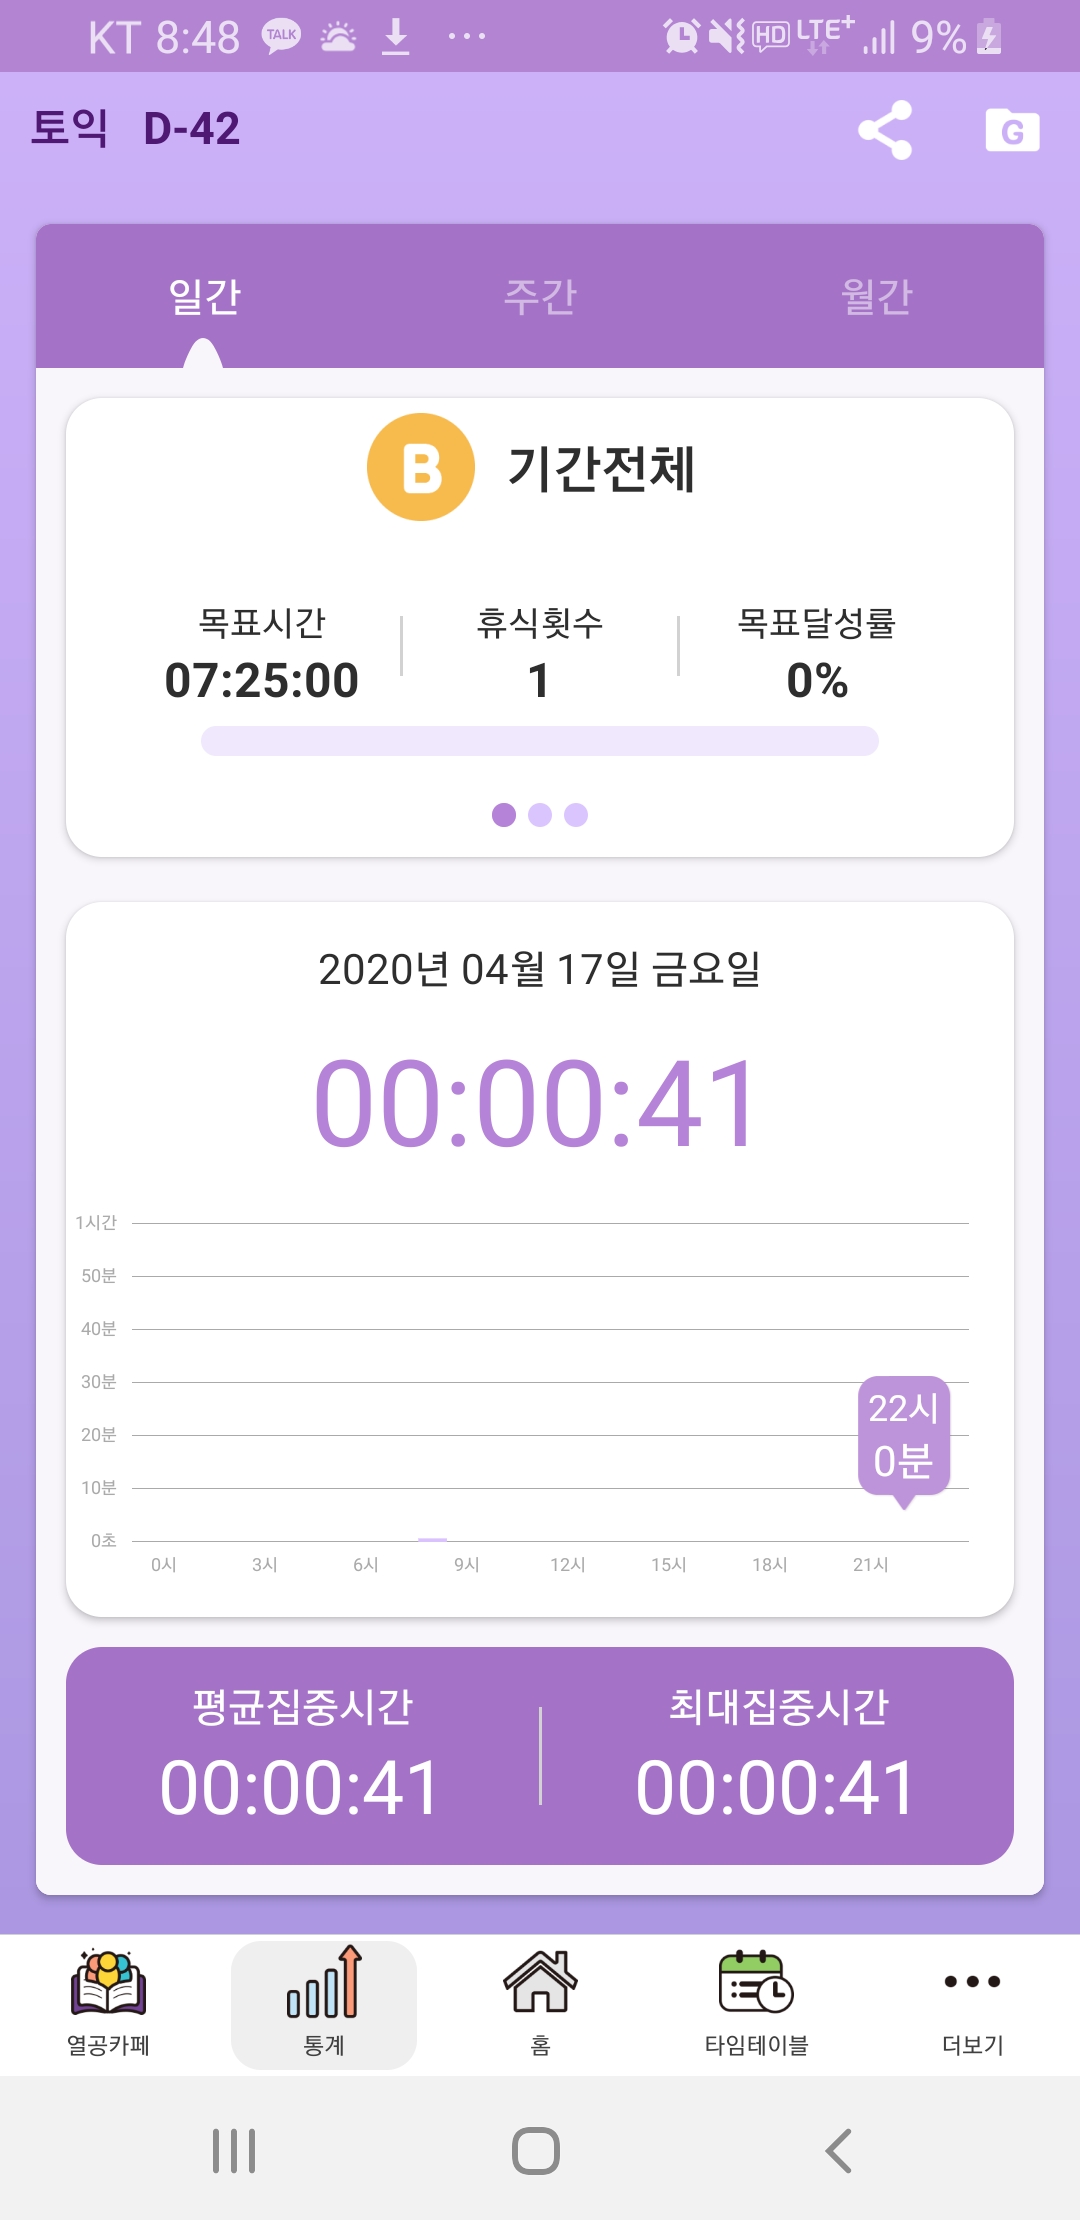 KT 8:48 TALK HD LTE+ 9%
토익 D-42
G
일간 주간 월간
B 기간전체
목표시간 휴식횟수 목표달성률
07:25:00 1 0%
2020년 04월 17일 금요일
00:00:41
1시간
50분
40분
30분
22시
20분
0분
10분
0초
0시 3시 6시 9시 12시 15시 18시 21시
평균집중시간 최대집중시간
00:00:41 00:00:41
열공카페 통계 홈 타임테이블 더보기